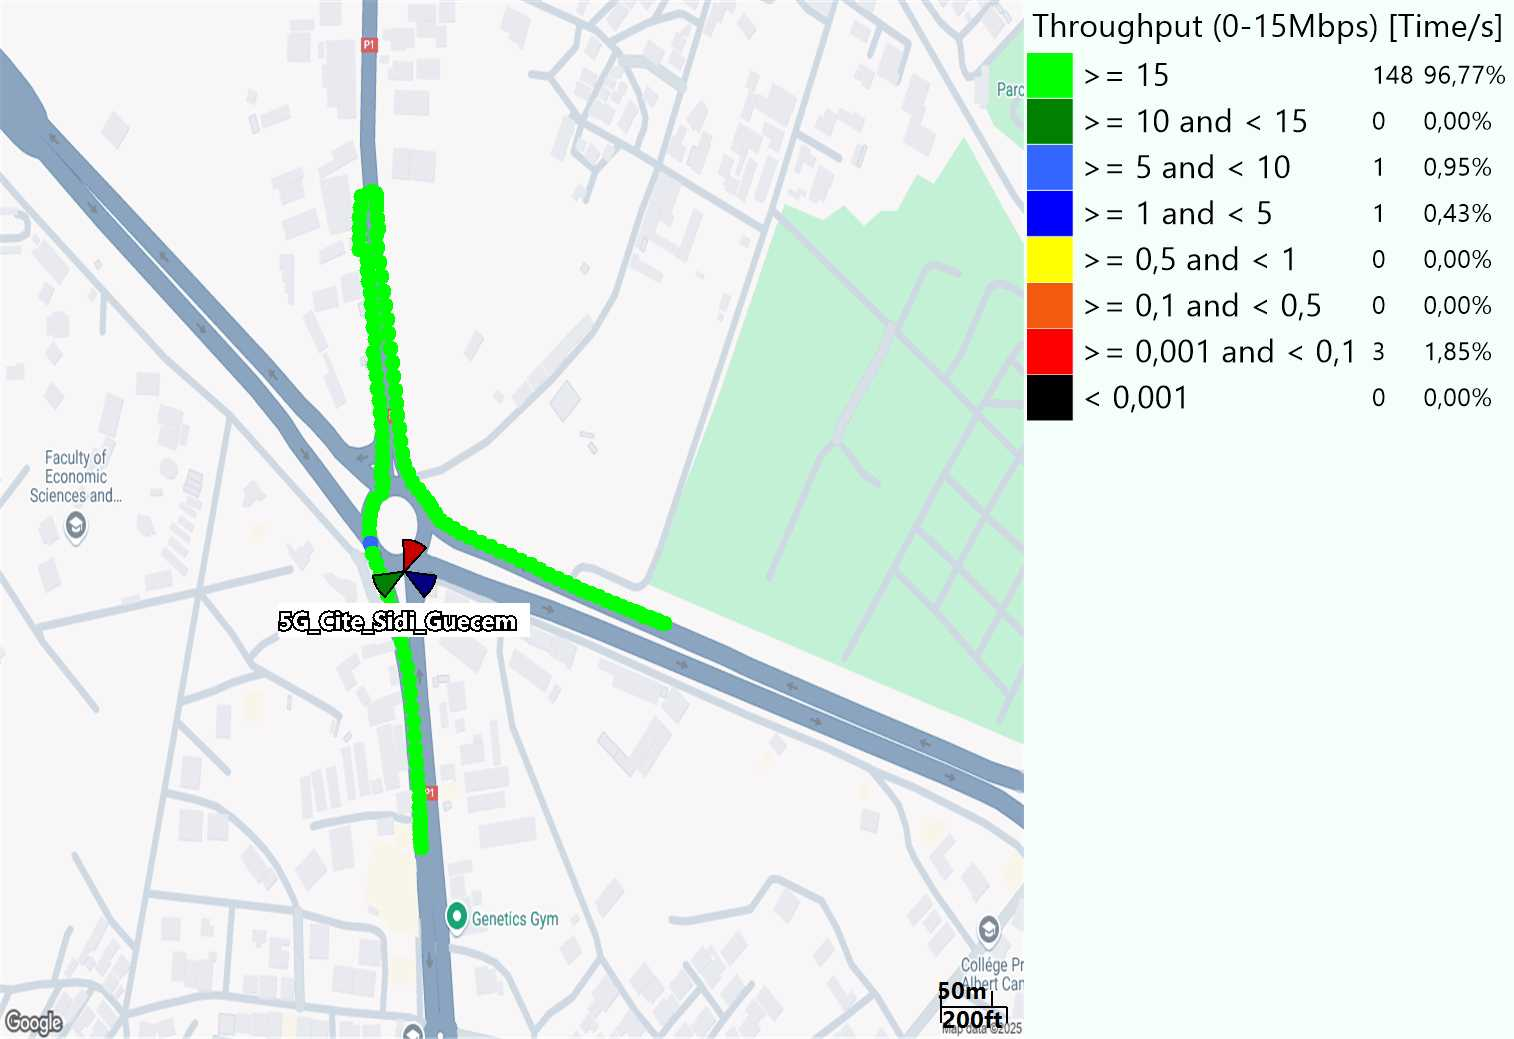 Throughput (0-15Mbps) [Time/s]
>= 15 148 96,77%
>= 10 and < 15 0 0,00%
>= 5 and < 10 1 0,95%
>= 1 and < 5 1 0,43%
>= 0,5 and < 1 0 0,00%
>= 0,1 and < 0,5 0 0,00%
>= 0,001 and < 0,1 3 1,85%
< 0,001 0 0,00%
P1
Parc
Faculty of
Economic
Sciences and...
5G_Cite_Sidi_Guecem
P1
Genetics Gym
Collége Pr
Albert Can
50m
200ft
Google
Map data ©2025